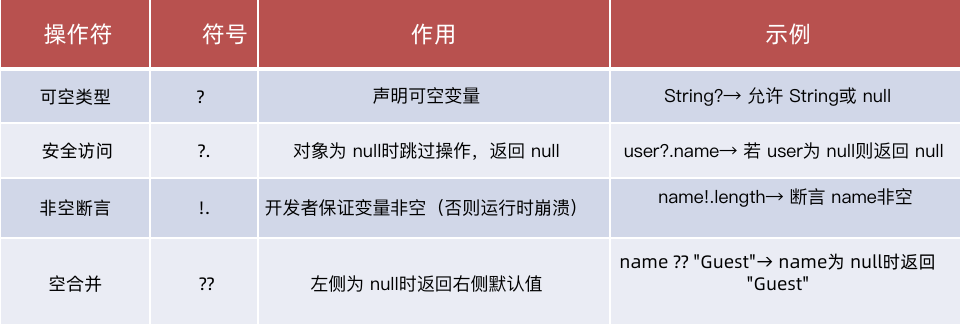 操作符 符号 作用 示例
可空类型 ? 声明可空变量 String?→ 允许 String或 null
安全访问 ?. 对象为 null时跳过操作，返回 null user?.name→ 若 user为 null则返回 null
非空断言 !. 开发者保证变量非空（否则运行时崩溃） name!.length→ 断言 name非空
空合并 ?? 左侧为 null时返回右侧默认值 name ?? "Guest"→ name为 null时返回
"Guest"